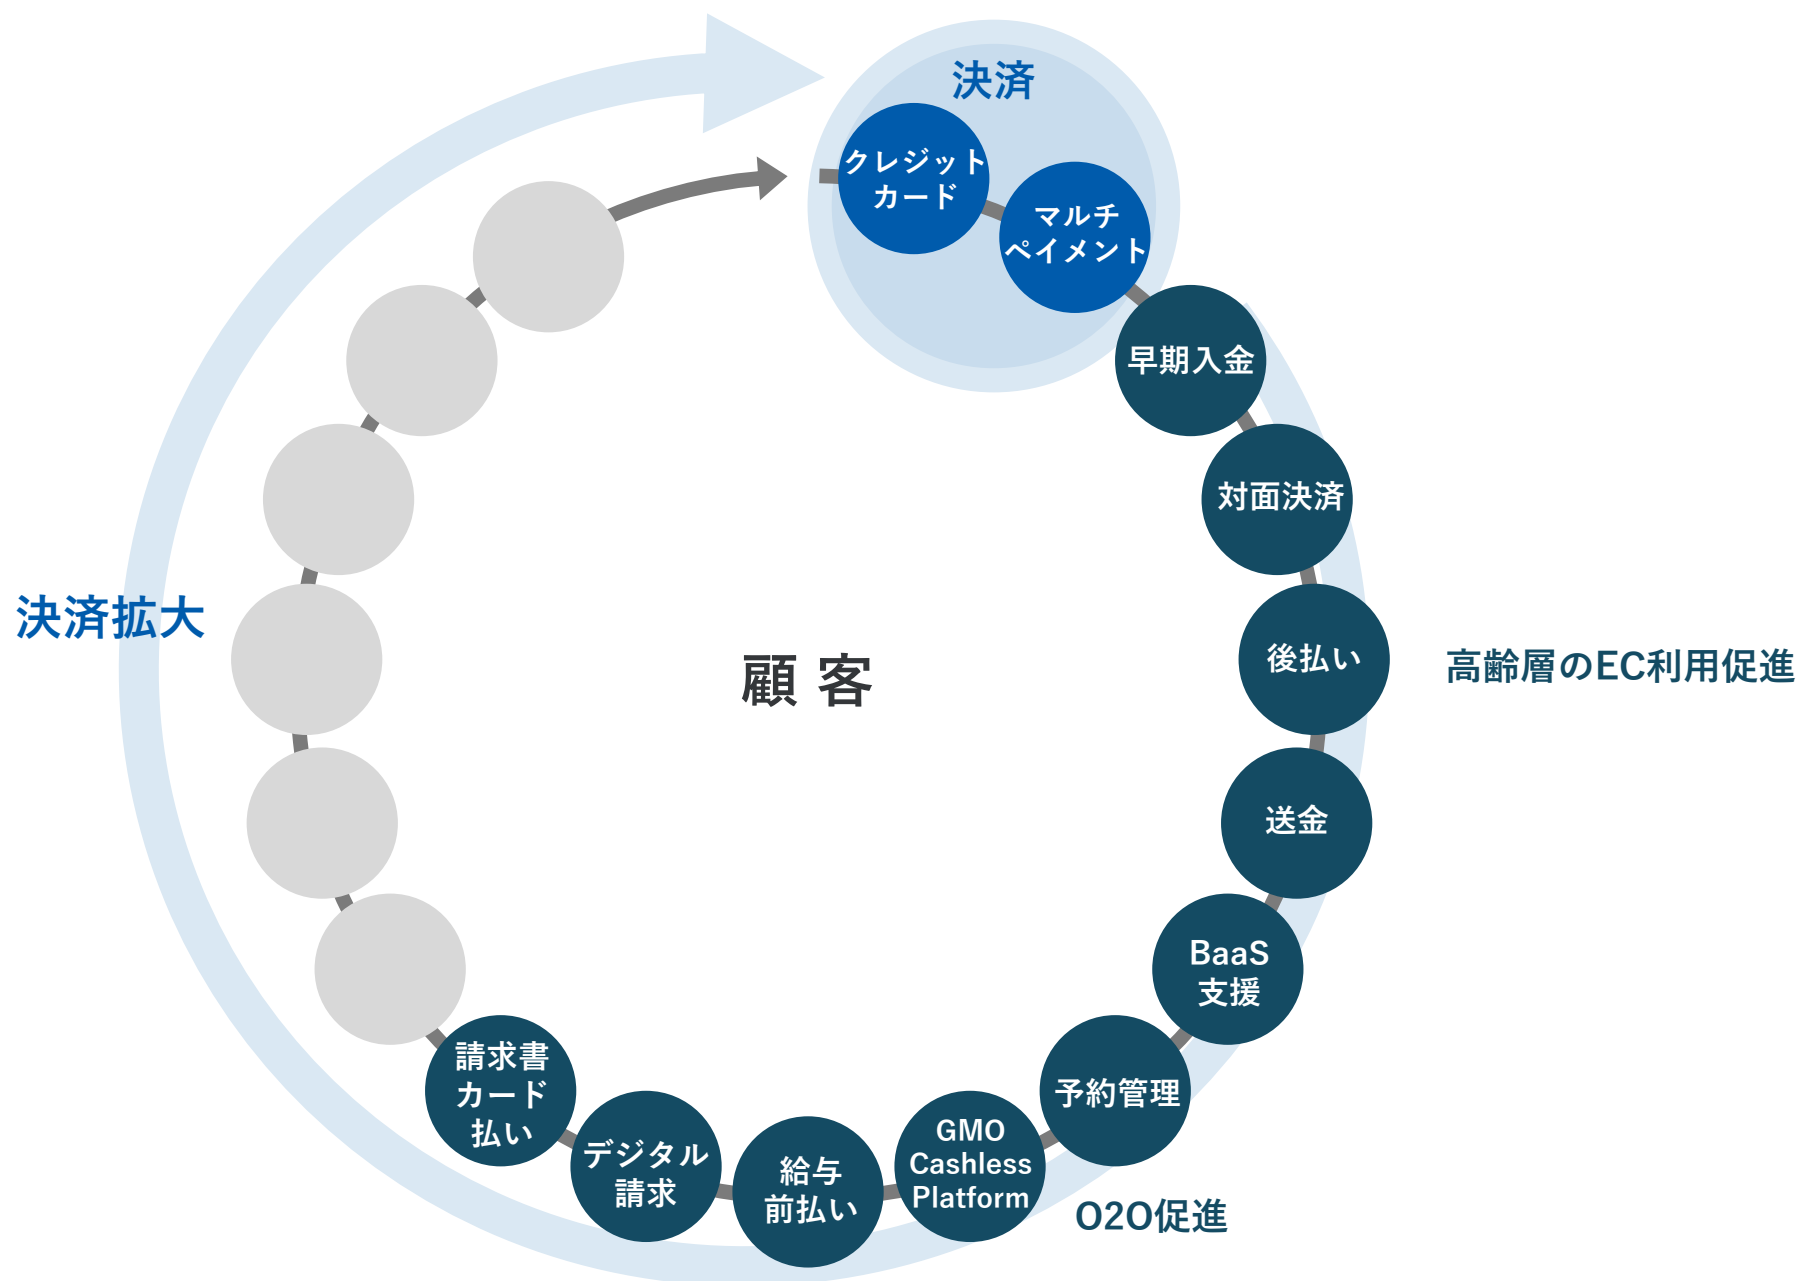 決済
クレジット
カード
マルチ
ペイメント
早期入金
対面決済
後払い
高齢層のEC利用促進
送金
BaaS
支援
予約管理
GMO
Cashless
Platform
O2O促進
給与
前払い
デジタル
請求
請求書
カード
払い
決済拡大
顧 客